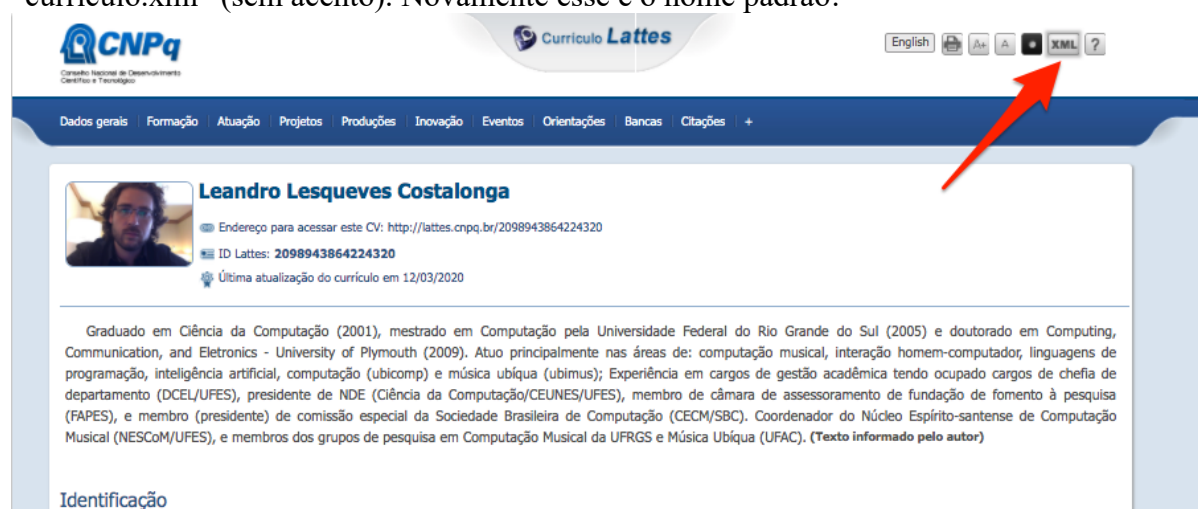 curriculo.xml" (sem acento). Novamente esse é o nome padrão.
CNPq
Conselho Nacional de Desenvolvimento
Científico e Tecnológico
Currículo Lattes
English A+ A XML ?
Dados gerais Formação Atuação Projetos Produções Inovação Eventos Orientações Bancas Citações +
Leandro Lesqueves Costalonga
Endereço para acessar este CV: http://lattes.cnpq.br/2098943864224320
ID Lattes: 2098943864224320
Última atualização do currículo em 12/03/2020
Graduado em Ciência da Computação (2001), mestrado em Computação pela Universidade Federal do Rio Grande do Sul (2005) e doutorado em Computing,
Communication, and Eletronics - University of Plymouth (2009). Atuo principalmente nas áreas de: computação musical, interação homem-computador, linguagens de
programação, inteligência artificial, computação (ubicomp) e música ubíqua (ubimus); Experiência em cargos de gestão acadêmica tendo ocupado cargos de chefia de
departamento (DCEL/UFES), presidente de NDE (Ciência da Computação/CEUNES/UFES), membro de câmara de assessoramento de fundação de fomento à pesquisa
(FAPES), e membro (presidente) de comissão especial da Sociedade Brasileira de Computação (CECM/SBC). Coordenador do Núcleo Espírito-santense de Computação
Musical (NESCoM/UFES), e membros dos grupos de pesquisa em Computação Musical da UFRGS e Música Ubíqua (UFAC). (Texto informado pelo autor)
Identificação